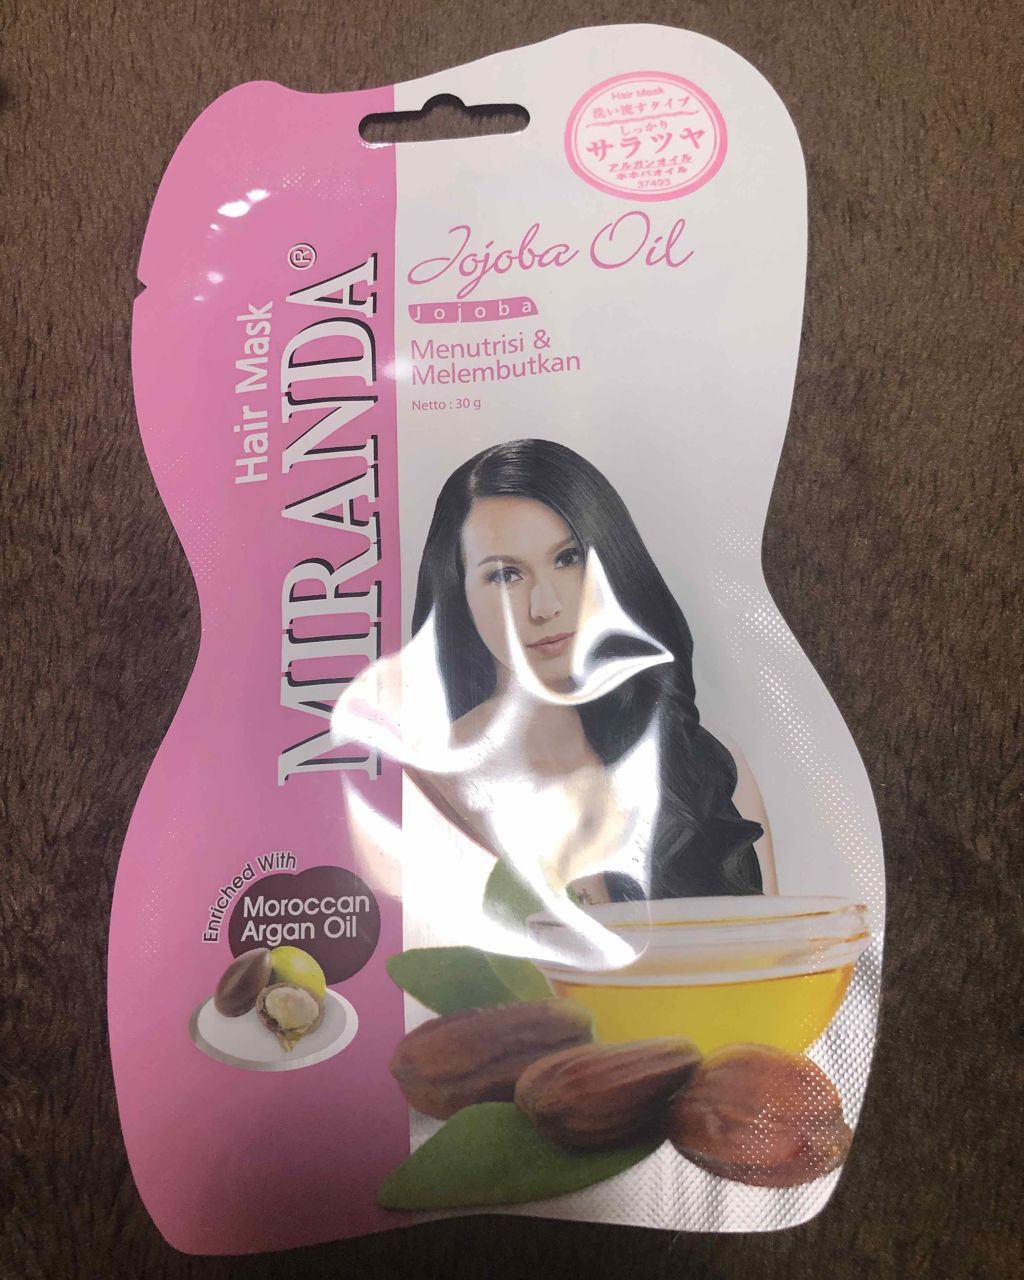 Hair Mask
洗い流すタイプ
しっかり
サラツヤ
アルガンオイル
ホホバオイル
37493
Jojoba Oil
Jojoba
Menutrisi &
Melembutkan
Netto : 30 g
Hair Mask
MIRANDA®
Enriched With
Moroccan
Argan Oil